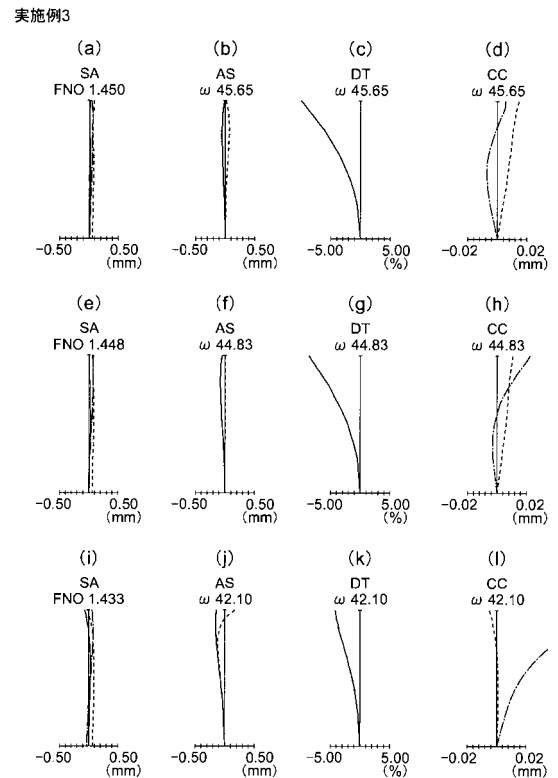 実施例3
(a) (b) (c) (d)
SA AS DT CC
FNO 1.450 ω 45.65 ω 45.65 ω 45.65
−0.50 0.50 −0.50 0.50 −5.00 5.00 −0.02 0.02
(mm) (mm) (%) (mm)
(e) (f) (g) (h)
SA AS DT CC
FNO 1.448 ω 44.83 ω 44.83 ω 44.83
−0.50 0.50 −0.50 0.50 −5.00 5.00 −0.02 0.02
(mm) (mm) (%) (mm)
(i) (j) (k) (l)
SA AS DT CC
FNO 1.433 ω 42.10 ω 42.10 ω 42.10
−0.50 0.50 −0.50 0.50 −5.00 5.00 −0.02 0.02
(mm) (mm) (%) (mm)